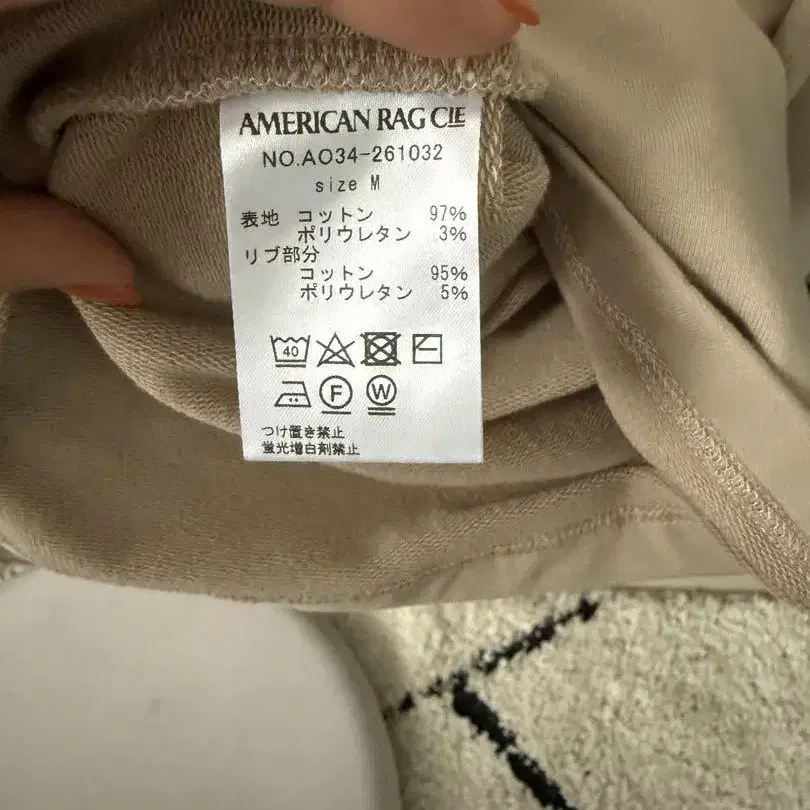 AMERICAN RAG CIE
NO.AO34-261032
size M
表地 コットン 97%
ポリウレタン 3%
リブ部分
コットン 95%
ポリウレタン 5%
40
F W
つけ置き禁止
蛍光増白剤禁止